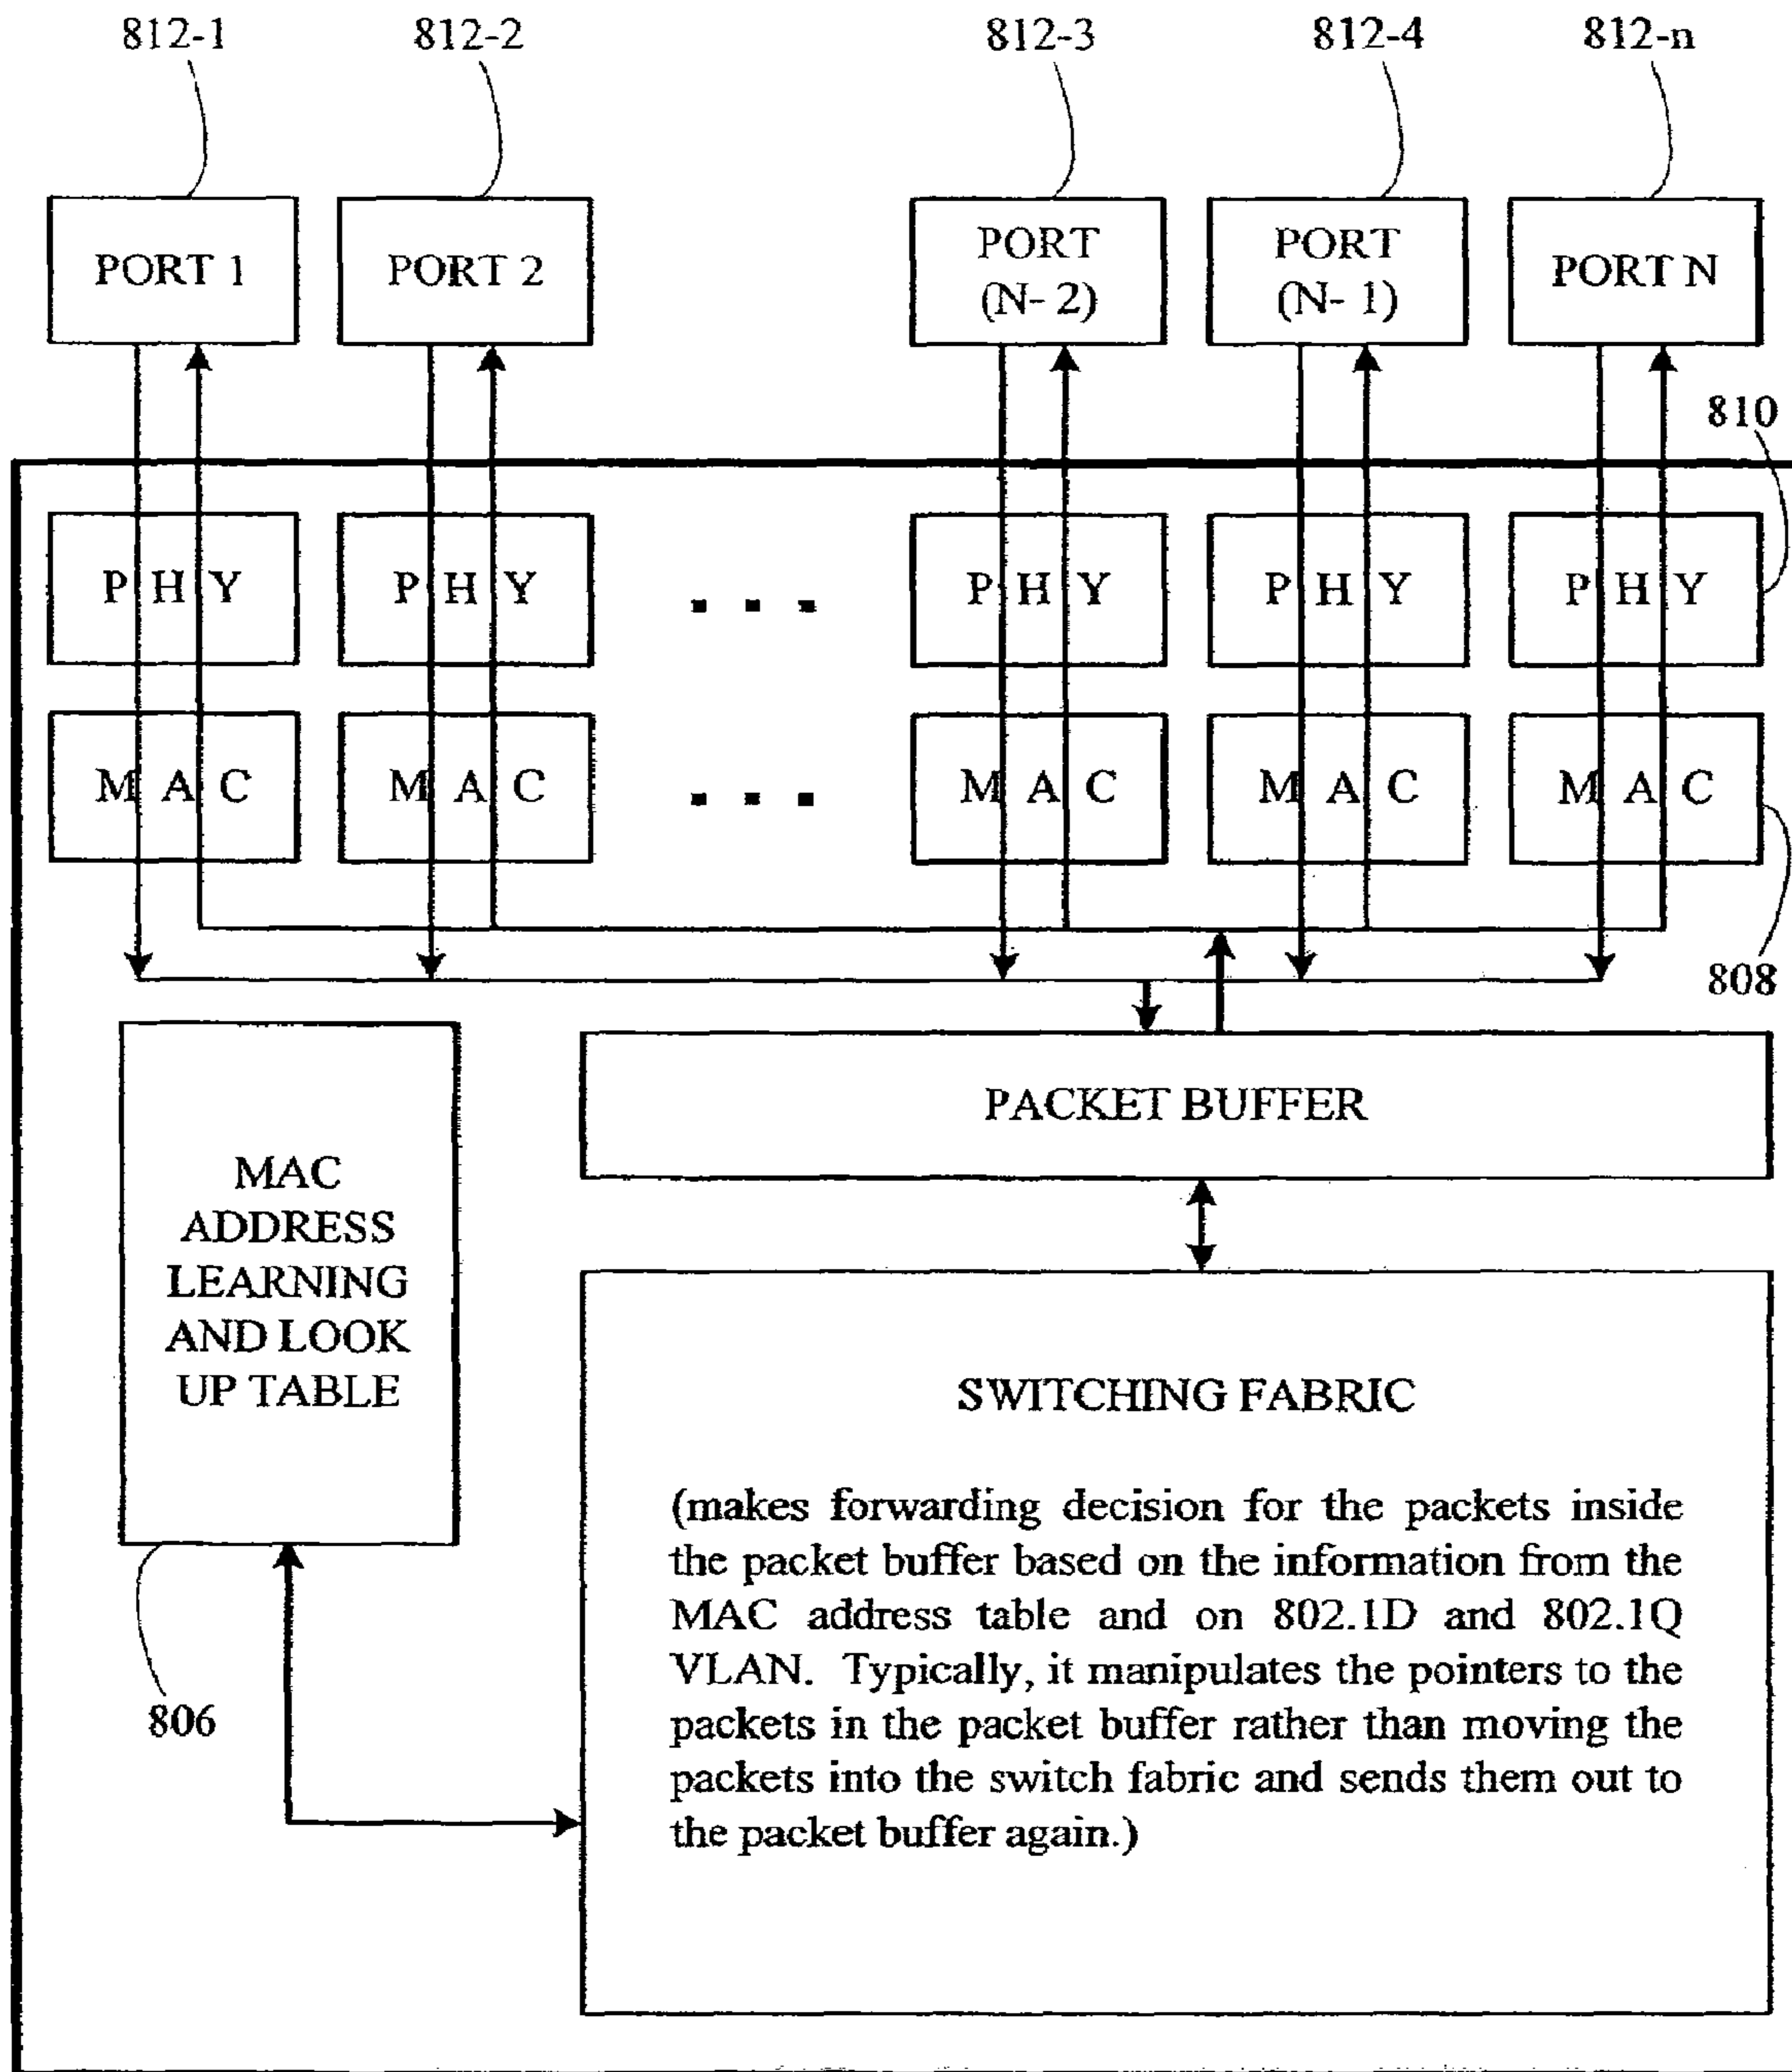 812-1 812-2 812-3 812-4 812-n
PORT 1 PORT 2 PORT (N- 2) PORT (N- 1) PORT N
810
P H Y P H Y . . . P H Y P H Y P H Y
M A C M A C . . . M A C M A C M A C
808
PACKET BUFFER
MAC
ADDRESS
LEARNING
AND LOOK
UP TABLE
806
SWITCHING FABRIC
(makes forwarding decision for the packets inside
the packet buffer based on the information from the
MAC address table and on 802.1D and 802.1Q
VLAN. Typically, it manipulates the pointers to the
packets in the packet buffer rather than moving the
packets into the switch fabric and sends them out to
the packet buffer again.)